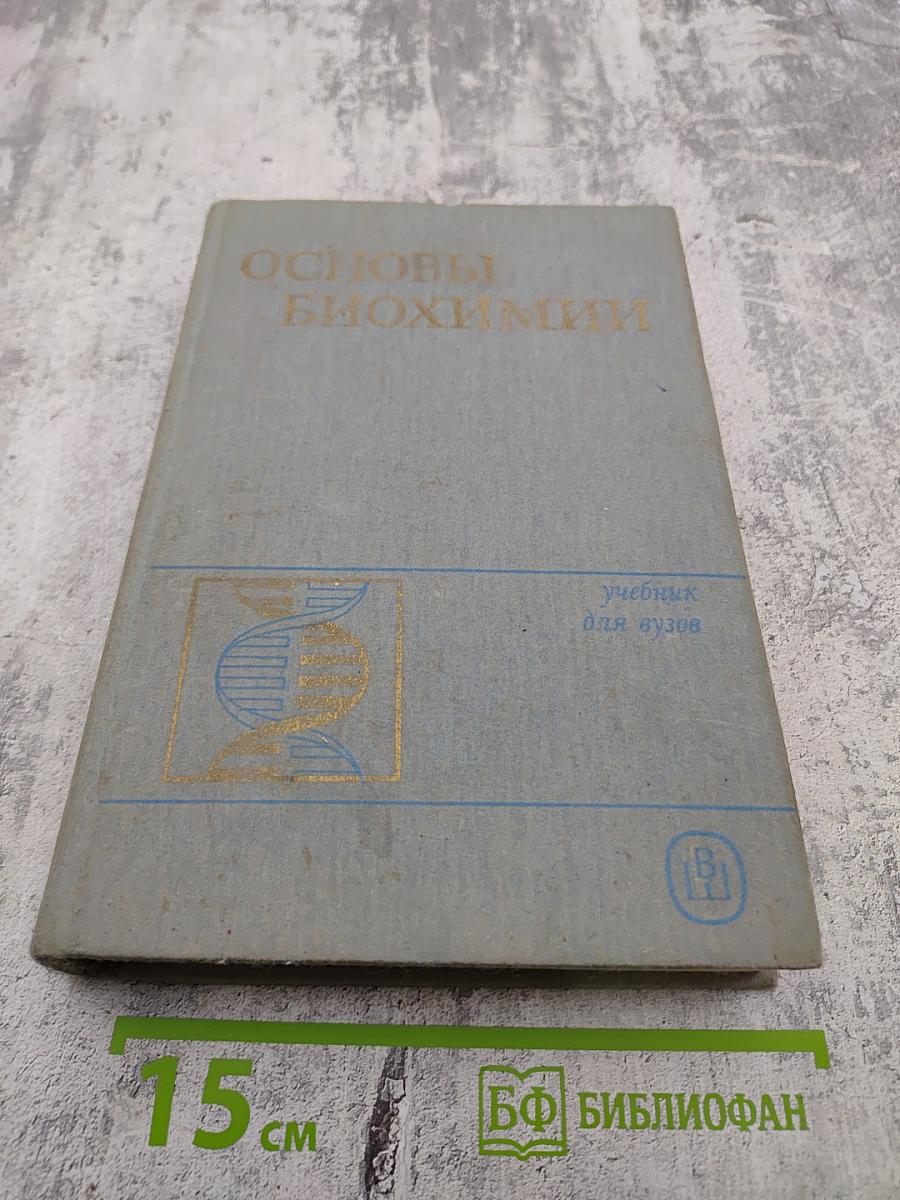 ОСНОВЫ
БИОХИМИИ
учебник
для вузов
ВШ
15 см
БФ БИБЛИОФАН